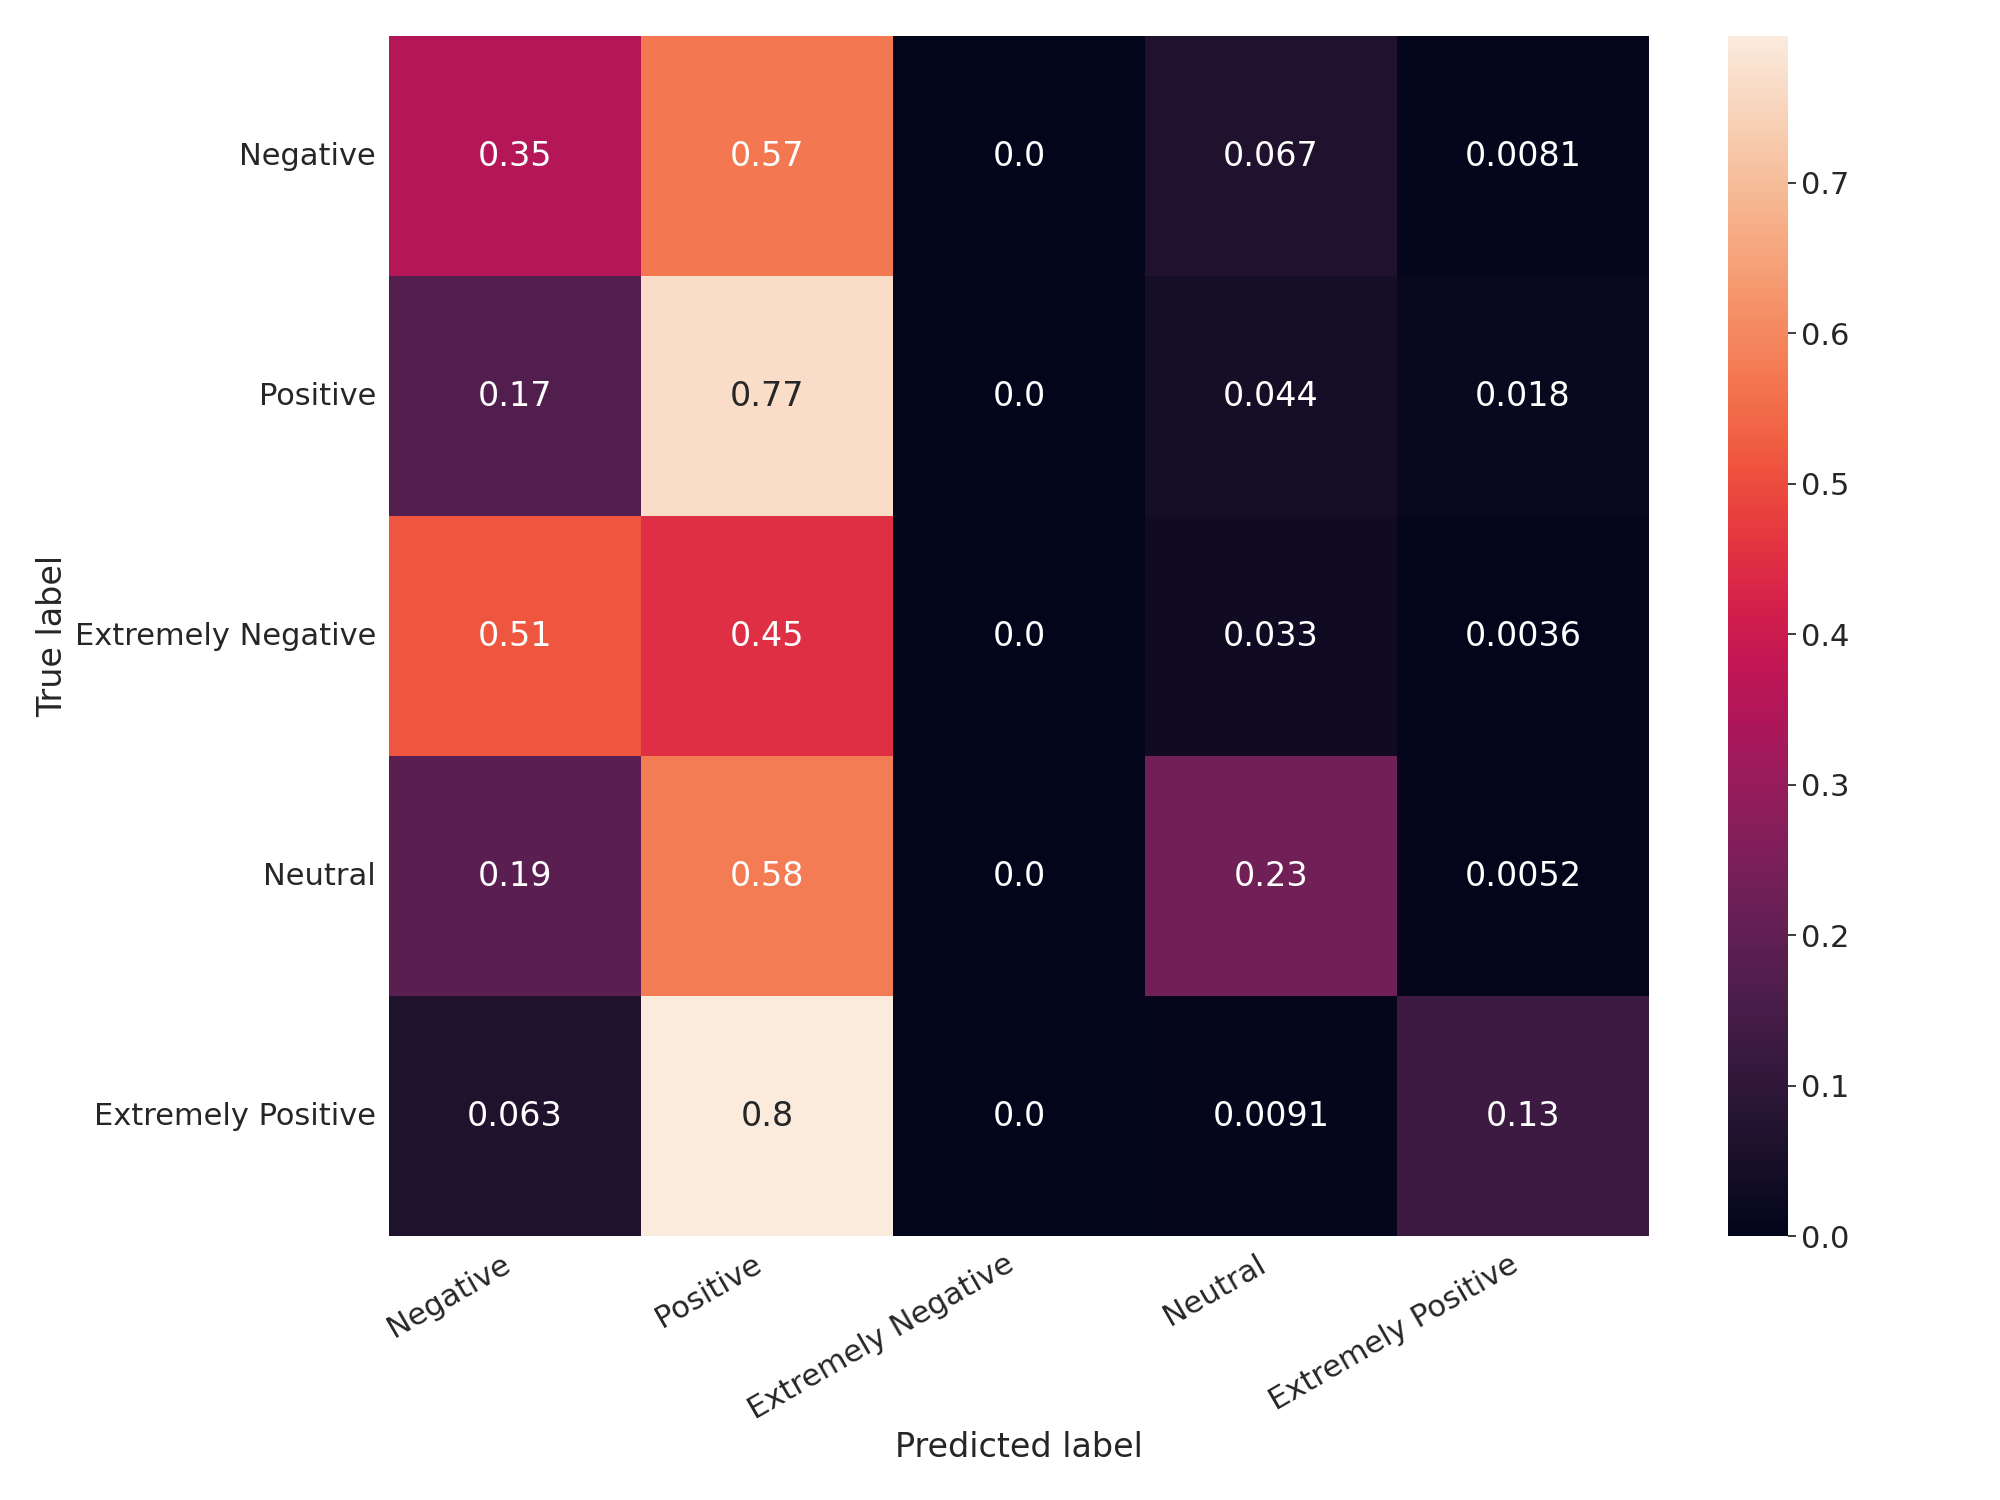 Negative 0.35 0.57 0.0 0.067 0.0081
Positive 0.17 0.77 0.0 0.044 0.018
Extremely Negative 0.51 0.45 0.0 0.033 0.0036
Neutral 0.19 0.58 0.0 0.23 0.0052
Extremely Positive 0.063 0.8 0.0 0.0091 0.13
True label
Negative
Positive
Extremely Negative
Neutral
Extremely Positive
Predicted label
0.7
0.6
0.5
0.4
0.3
0.2
0.1
0.0